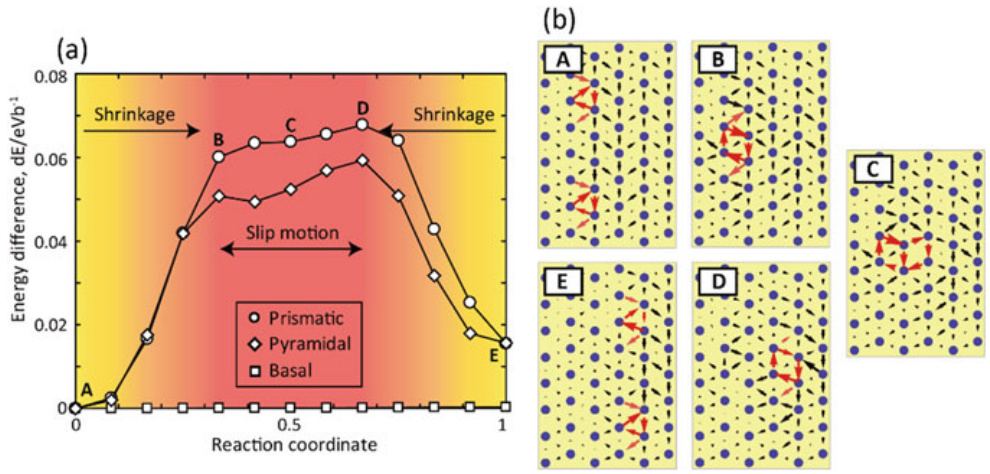 (a)
0.08
0.06
0.04
0.02
0
Energy difference, dE/eVb⁻¹
Shrinkage
Shrinkage
A
B
C
D
E
Slip motion
Prismatic
Pyramidal
Basal
0
0.5
1
Reaction coordinate
(b)
A
B
C
E
D